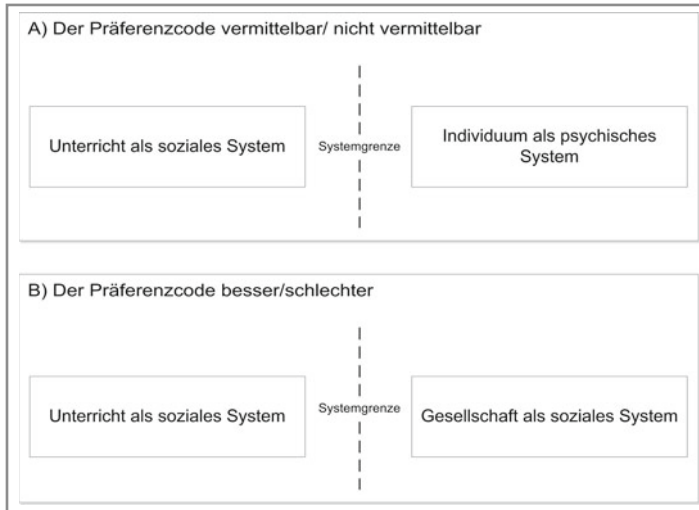 A) Der Präferenzcode vermittelbar/ nicht vermittelbar
Unterricht als soziales System
Systemgrenze
Individuum als psychisches
System
B) Der Präferenzcode besser/schlechter
Unterricht als soziales System
Systemgrenze
Gesellschaft als soziales System